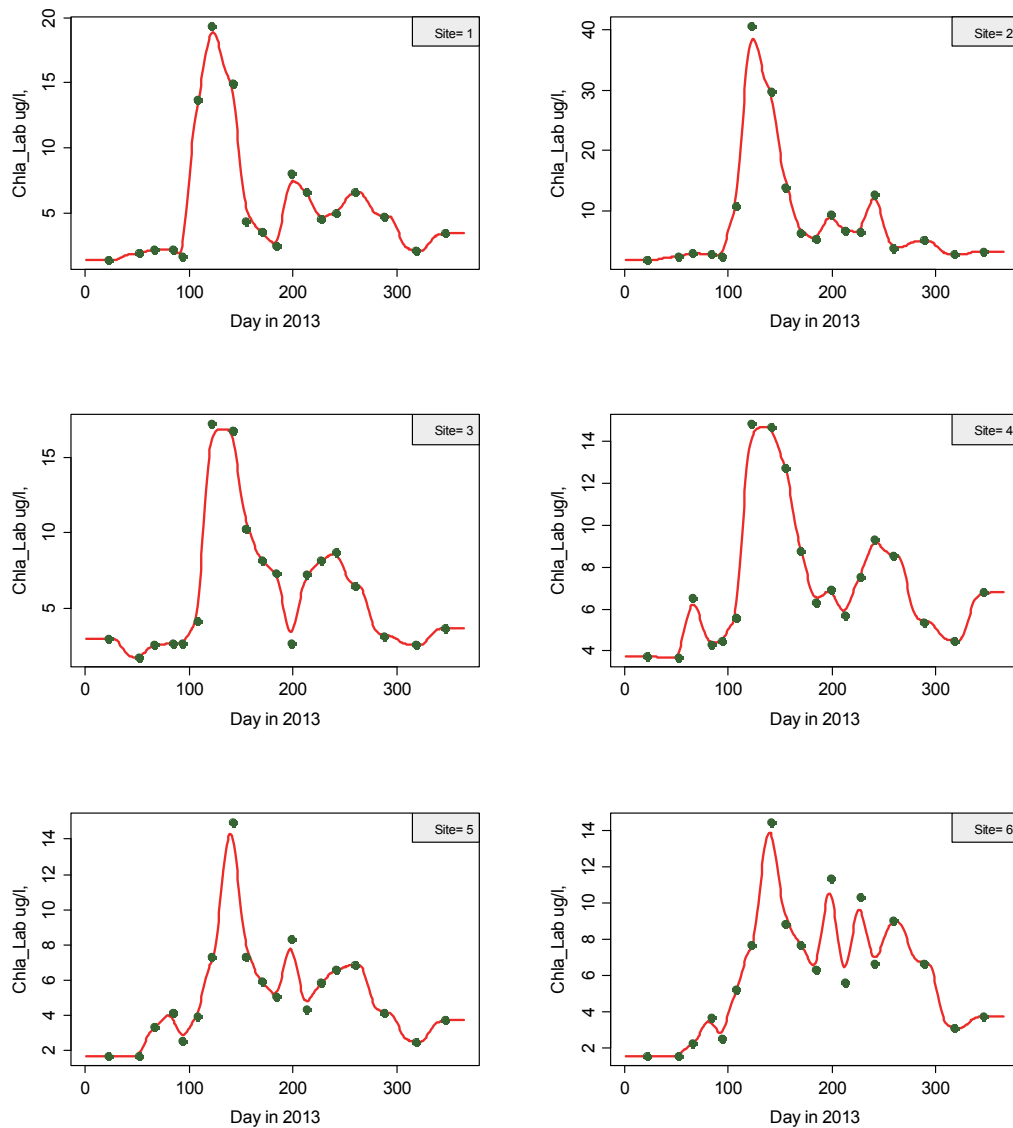 Site= 1
20
15
10
5
Chla_Lab ug/l,
0 100 200 300
Day in 2013
Site= 2
40
30
20
10
Chla_Lab ug/l,
0 100 200 300
Day in 2013
Site= 3
15
10
5
Chla_Lab ug/l,
0 100 200 300
Day in 2013
Site= 4
14
12
10
8
6
4
Chla_Lab ug/l,
0 100 200 300
Day in 2013
Site= 5
14
12
10
8
6
4
2
Chla_Lab ug/l,
0 100 200 300
Day in 2013
Site= 6
14
12
10
8
6
4
2
Chla_Lab ug/l,
0 100 200 300
Day in 2013